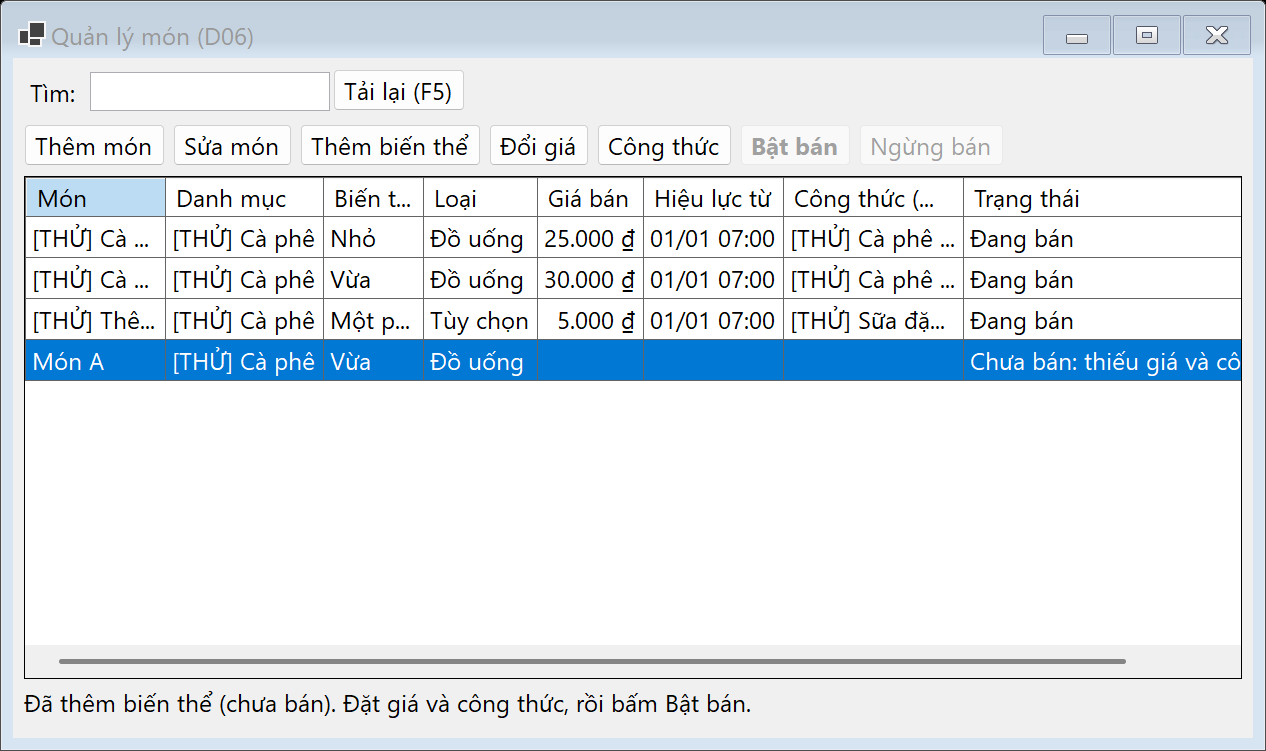 Quản lý món (D06)
Tìm: Tải lại (F5)
Thêm món Sửa món Thêm biến thể Đổi giá Công thức Bật bán Ngừng bán
Món Danh mục Biến t... Loại Giá bán Hiệu lực từ Công thức (... Trạng thái
[THỬ] Cà ... [THỬ] Cà phê Nhỏ Đồ uống 25.000 ₫ 01/01 07:00 [THỬ] Cà phê ... Đang bán
[THỬ] Cà ... [THỬ] Cà phê Vừa Đồ uống 30.000 ₫ 01/01 07:00 [THỬ] Cà phê ... Đang bán
[THỬ] Thê... [THỬ] Cà phê Một p... Tùy chọn 5.000 ₫ 01/01 07:00 [THỬ] Sữa đặ... Đang bán
Món A [THỬ] Cà phê Vừa Đồ uống Chưa bán: thiếu giá và cô
Đã thêm biến thể (chưa bán). Đặt giá và công thức, rồi bấm Bật bán.